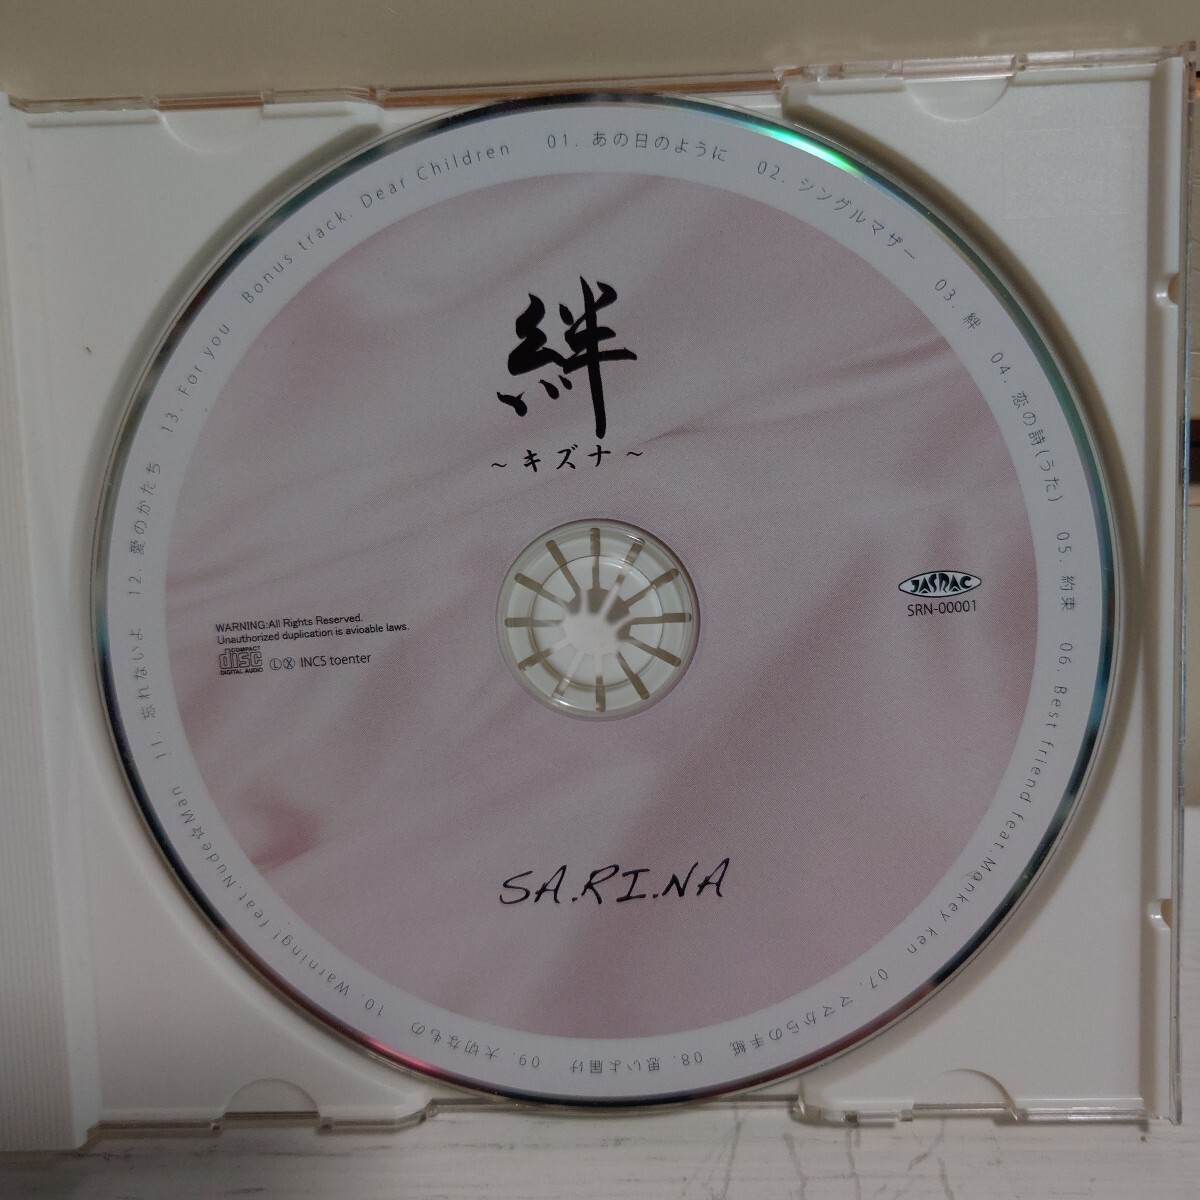 01. あの日のように
02. シングルマザー
03. 絆
04. 恋の詩(うた)
05. 約束
06. Best friend feat.Monkey ken
07. ママからの手紙
08. 思いよ届け
09. 大切なもの
10. Warning! feat.Nude☆Man
11. 忘れないよ
12. 愛のかたち
13. For you
Bonus track. Dear Children
絆
~キズナ~
WARNING:All Rights Reserved.
Unauthorized duplication is avioable laws.
COMPACT
disc
DIGITAL AUDIO
Ⓛ Ⓧ INCS toenter
JASRAC
SRN-00001
SA.RI.NA